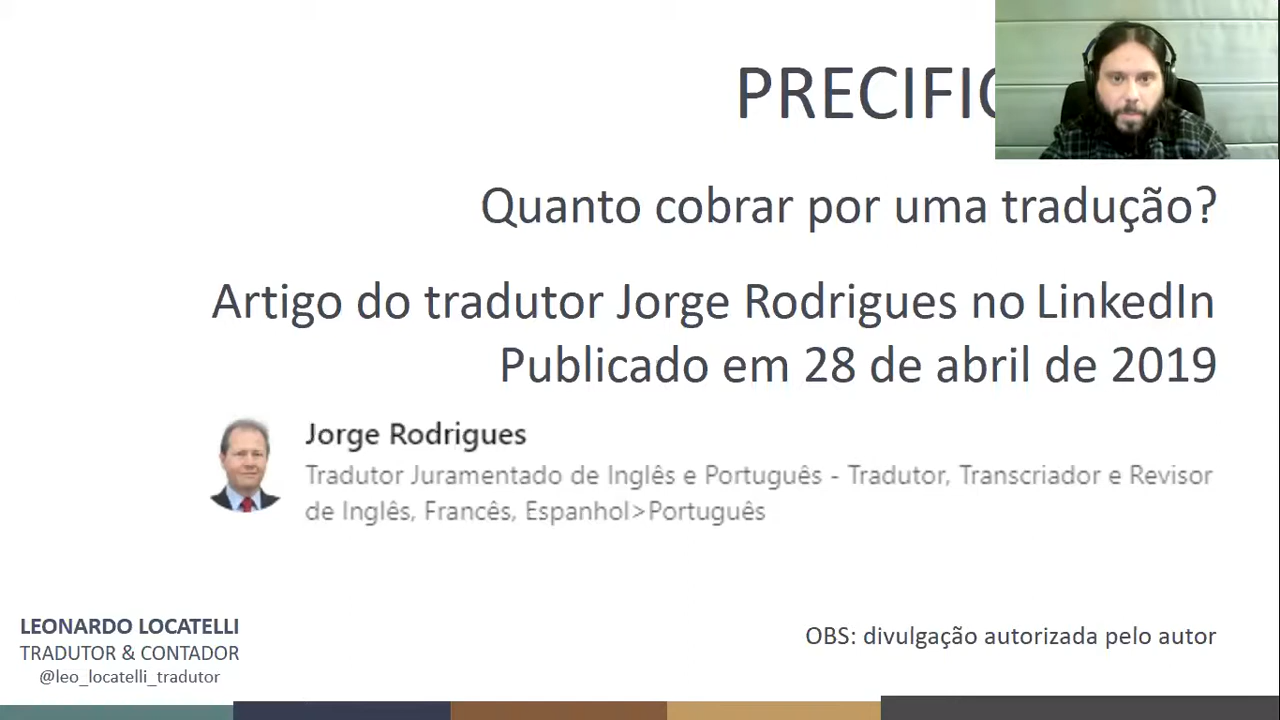 PRECIFIC
Quanto cobrar por uma tradução?
Artigo do tradutor Jorge Rodrigues no LinkedIn
Publicado em 28 de abril de 2019
Jorge Rodrigues
Tradutor Juramentado de Inglês e Português - Tradutor, Transcriador e Revisor
de Inglês, Francês, Espanhol>Português
LEONARDO LOCATELLI
TRADUTOR & CONTADOR
@leo_locatelli_tradutor
OBS: divulgação autorizada pelo autor